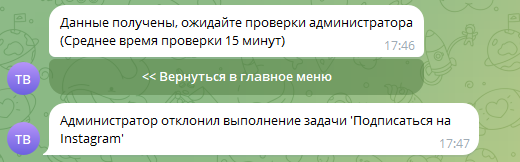 Данные получены, ожидайте проверки администратора
(Среднее время проверки 15 минут)
17:46
ТВ
<< Вернуться в главное меню
Администратор отклонил выполнение задачи 'Подписаться на
Instagram'
ТВ
17:47